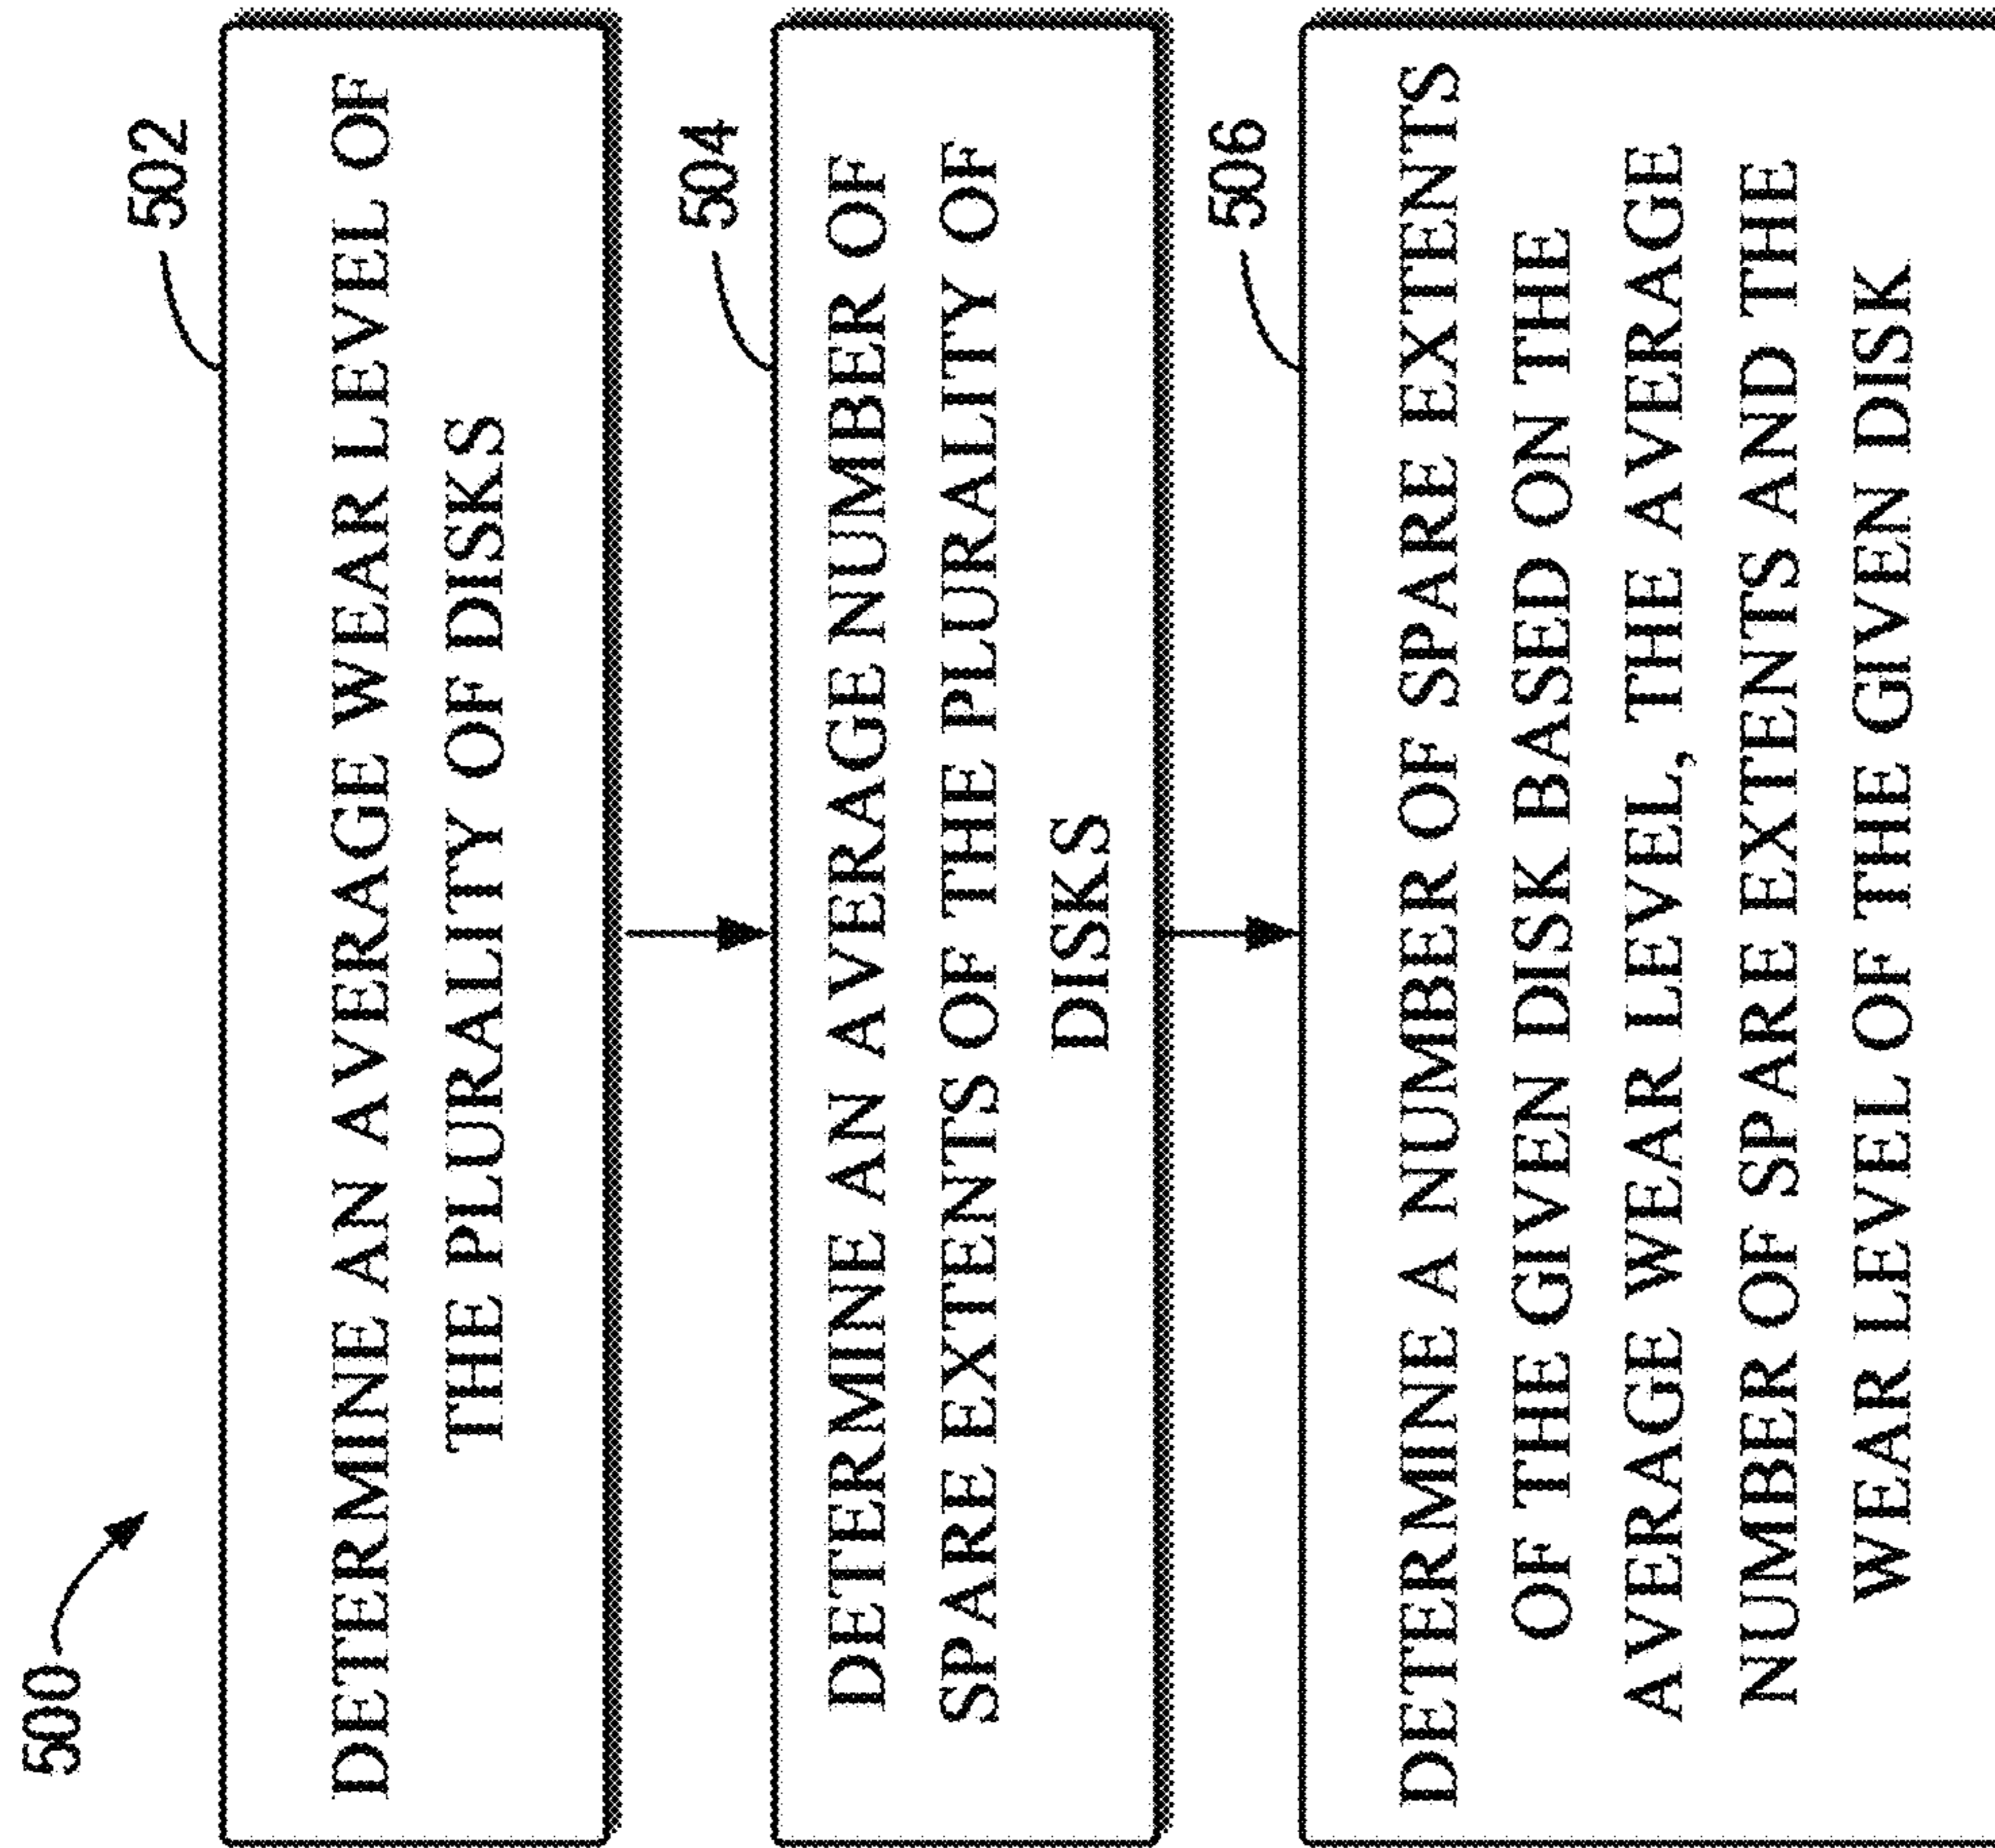 500
502
DETERMINE AN AVERAGE WEAR LEVEL OF
THE PLURALITY OF DISKS
504
DETERMINE AN AVERAGE NUMBER OF
SPARE EXTENTS OF THE PLURALITY OF
DISKS
506
DETERMINE A NUMBER OF SPARE EXTENTS
OF THE GIVEN DISK BASED ON THE
AVERAGE WEAR LEVEL, THE AVERAGE
NUMBER OF SPARE EXTENTS AND THE
WEAR LEVEL OF THE GIVEN DISK